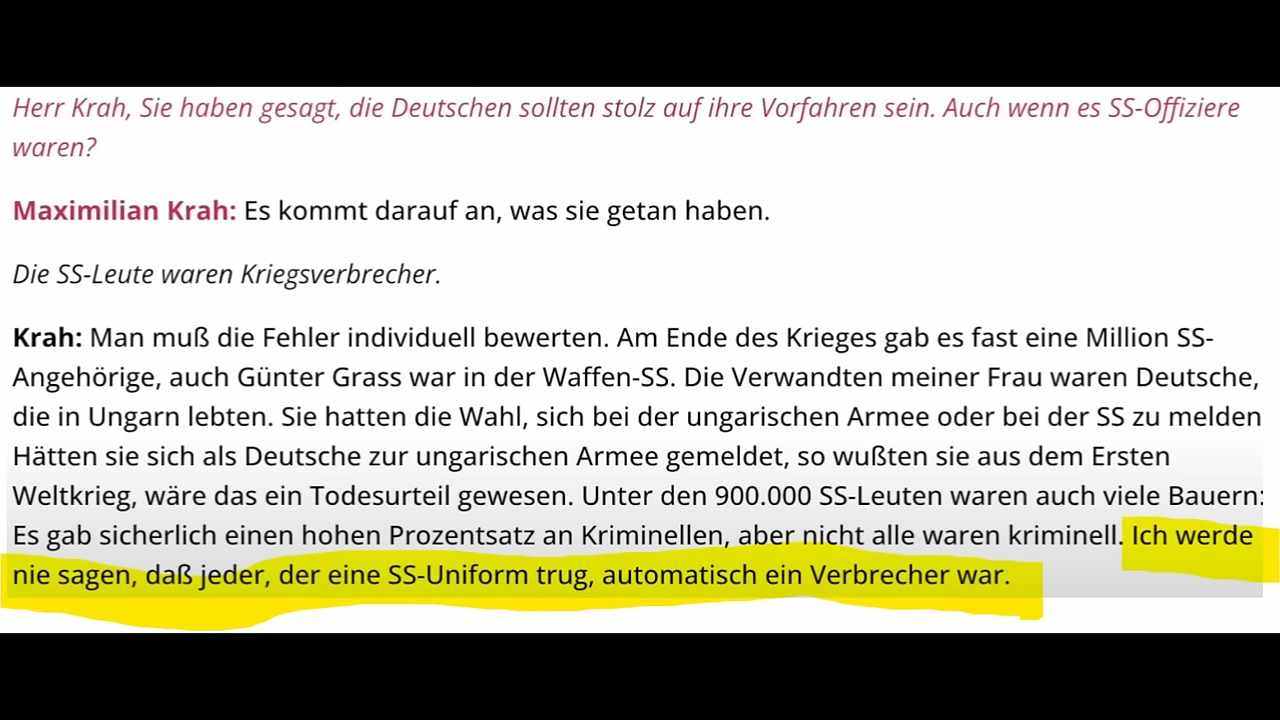 Herr Krah, Sie haben gesagt, die Deutschen sollten stolz auf ihre Vorfahren sein. Auch wenn es SS-Offiziere
waren?
Maximilian Krah: Es kommt darauf an, was sie getan haben.
Die SS-Leute waren Kriegsverbrecher.
Krah: Man muß die Fehler individuell bewerten. Am Ende des Krieges gab es fast eine Million SS-
Angehörige, auch Günter Grass war in der Waffen-SS. Die Verwandten meiner Frau waren Deutsche,
die in Ungarn lebten. Sie hatten die Wahl, sich bei der ungarischen Armee oder bei der SS zu melden
Hätten sie sich als Deutsche zur ungarischen Armee gemeldet, so wußten sie aus dem Ersten
Weltkrieg, wäre das ein Todesurteil gewesen. Unter den 900.000 SS-Leuten waren auch viele Bauern:
Es gab sicherlich einen hohen Prozentsatz an Kriminellen, aber nicht alle waren kriminell. Ich werde
nie sagen, daß jeder, der eine SS-Uniform trug, automatisch ein Verbrecher war.